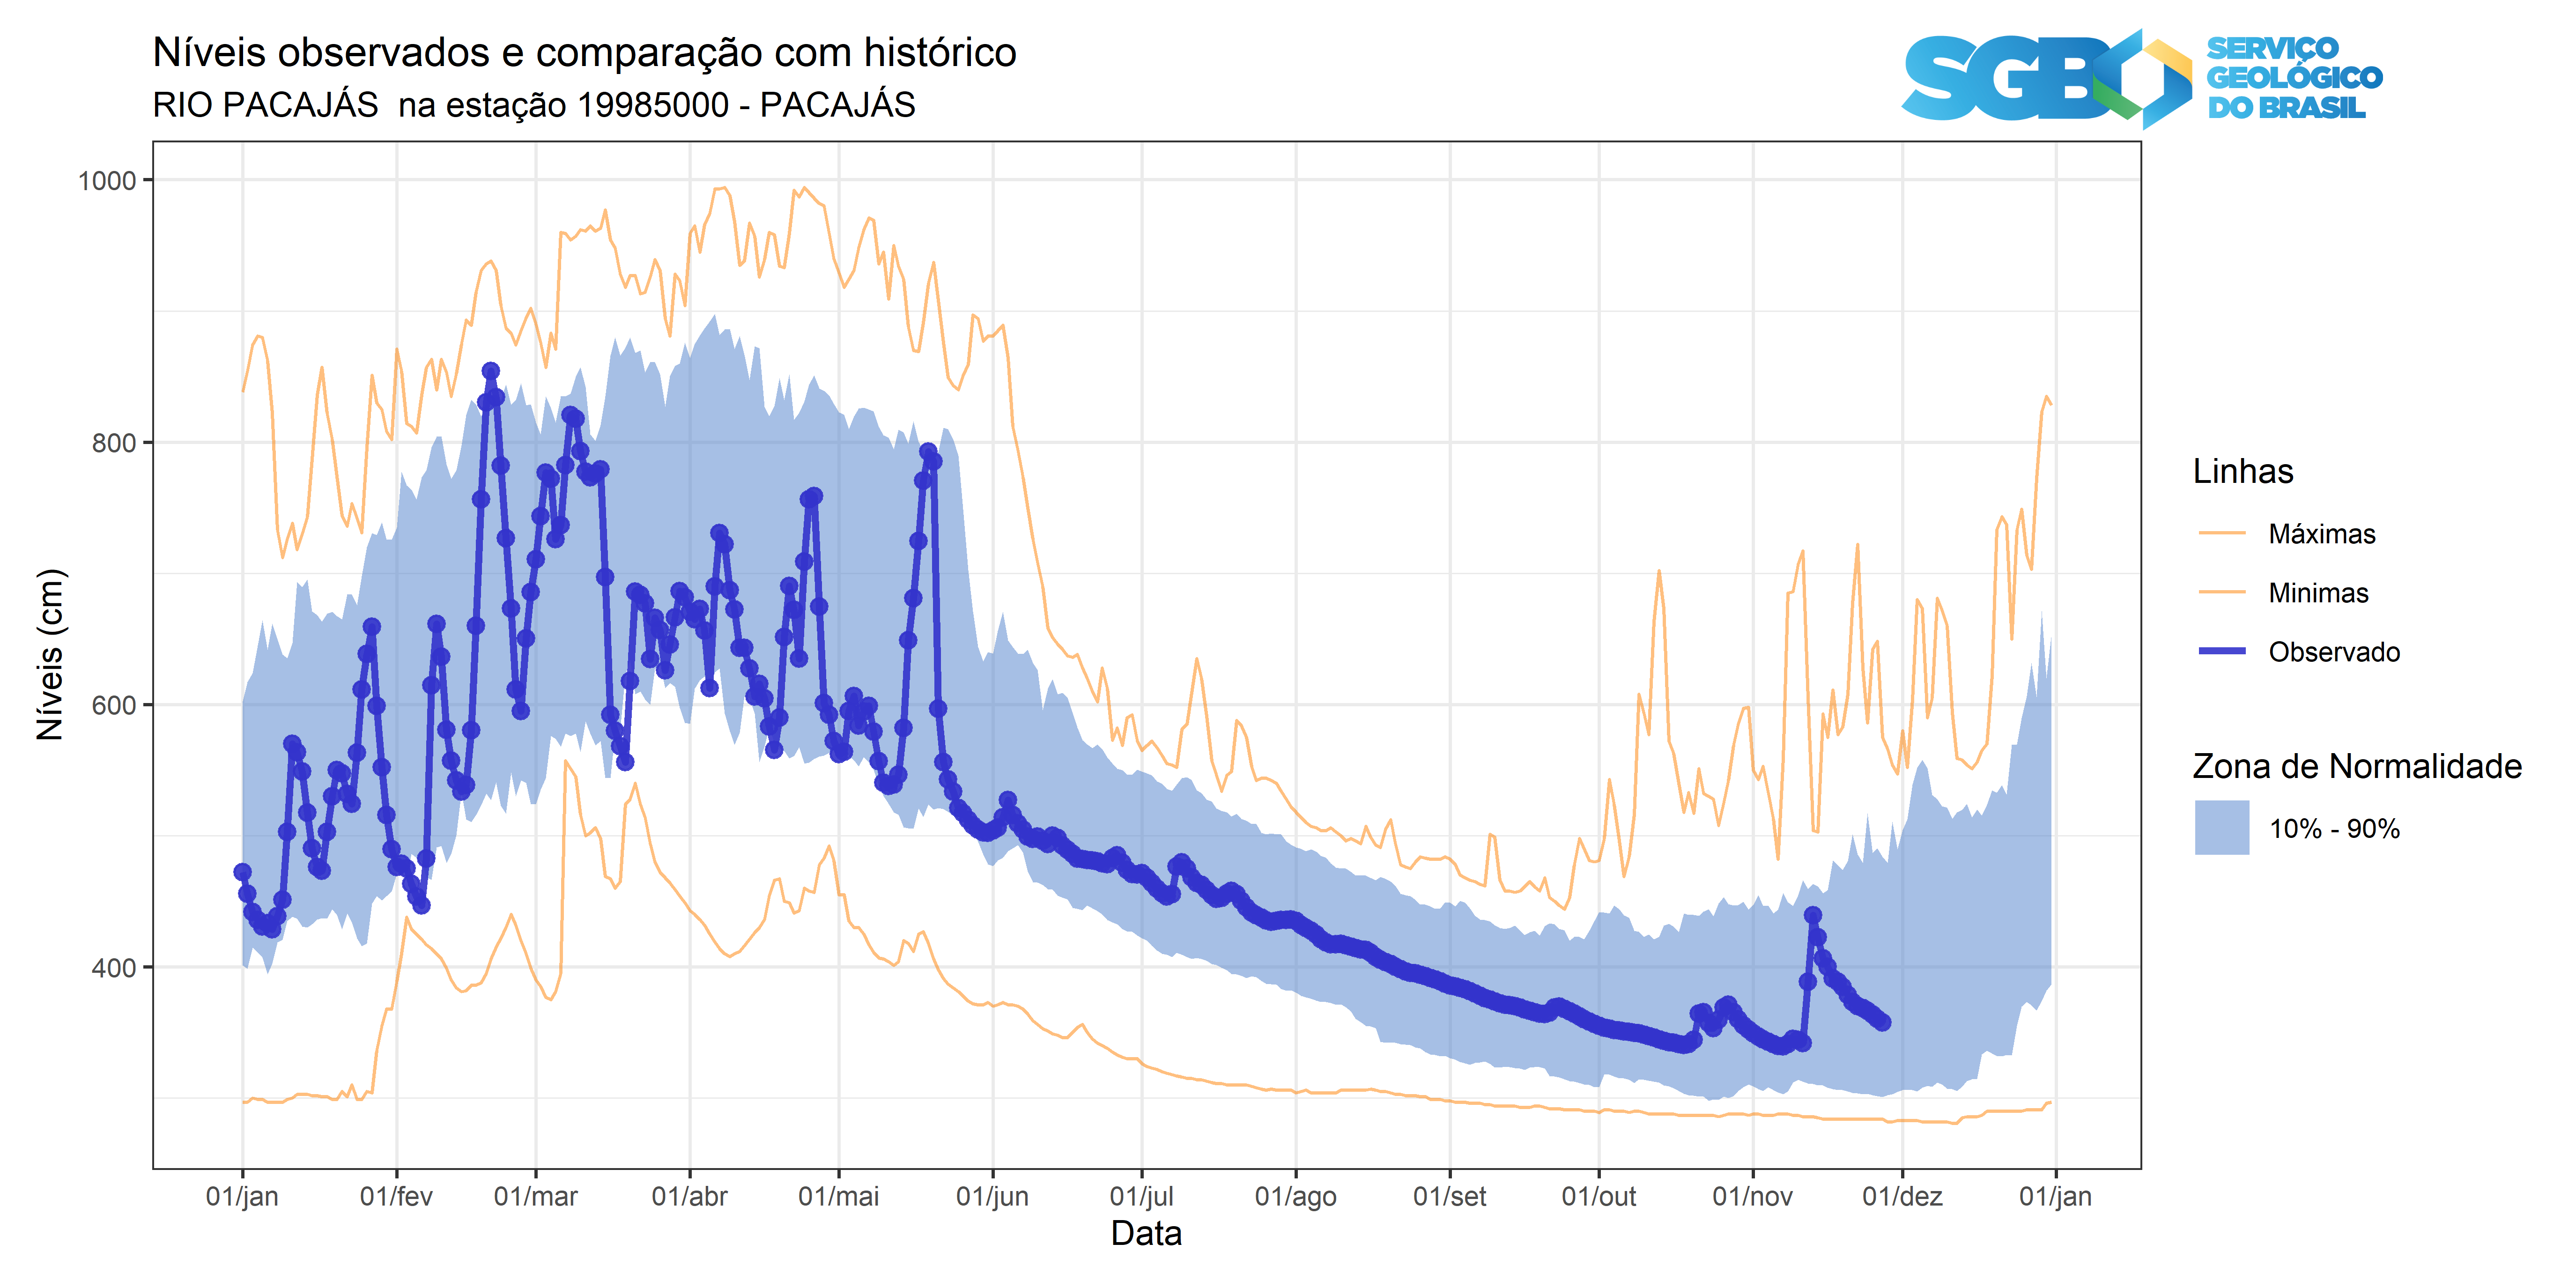 Níveis observados e comparação com histórico
RIO PACAJÁS  na estação 19985000 - PACAJÁS
SGB
SERVIÇO
GEOLÓGICO
DO BRASIL
Níveis (cm)
1000
800
600
400
01/jan
01/fev
01/mar
01/abr
01/mai
01/jun
01/jul
01/ago
01/set
01/out
01/nov
01/dez
01/jan
Data
Linhas
Máximas
Minimas
Observado
Zona de Normalidade
10% - 90%